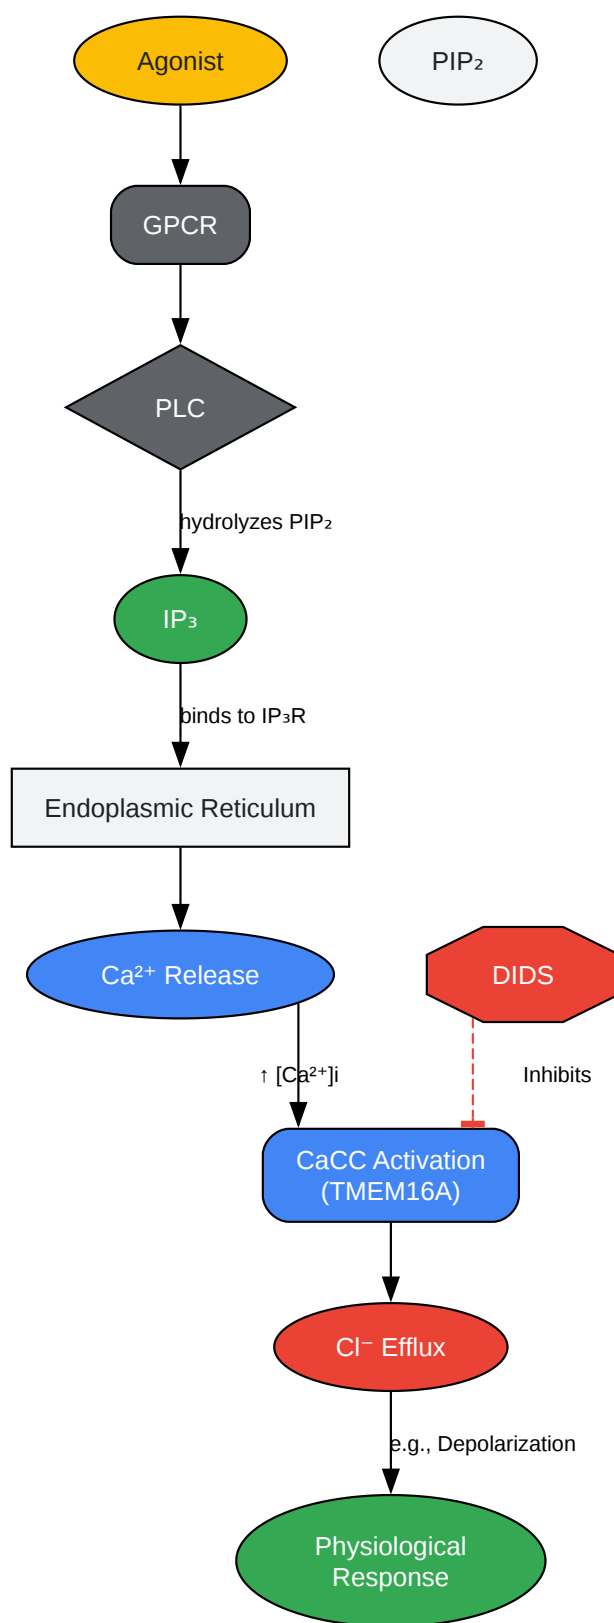 Agonist
PIP₂
GPCR
PLC
hydrolyzes PIP₂
IP₃
binds to IP₃R
Endoplasmic Reticulum
Ca²⁺ Release
DIDS
↑ [Ca²⁺]i
Inhibits
CaCC Activation
(TMEM16A)
Cl⁻ Efflux
e.g., Depolarization
Physiological
Response